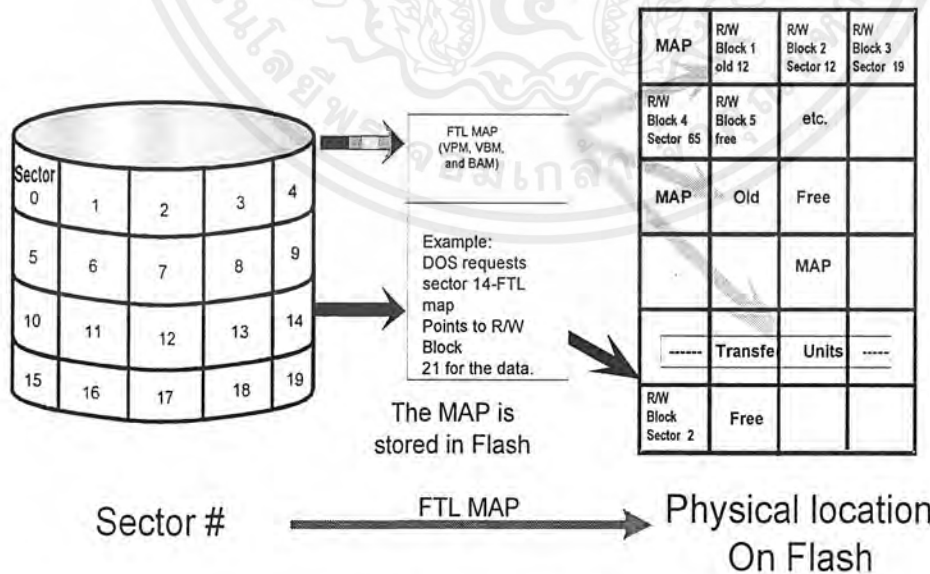 Sector
0 1 2 3 4
5 6 7 8 9
10 11 12 13 14
15 16 17 18 19
FTL MAP
(VPM, VBM,
and BAM)
Example:
DOS requests
sector 14-FTL
map
Points to R/W
Block
21 for the data.
The MAP is
stored in Flash
MAP
R/W
Block 1
old 12
R/W
Block 2
Sector 12
R/W
Block 3
Sector 19
R/W
Block 4
Sector 65
R/W
Block 5
free
etc.
MAP Old Free
MAP
------ Transfe Units -----
R/W
Block
Sector 2
Free
Sector #
FTL MAP
Physical location
On Flash